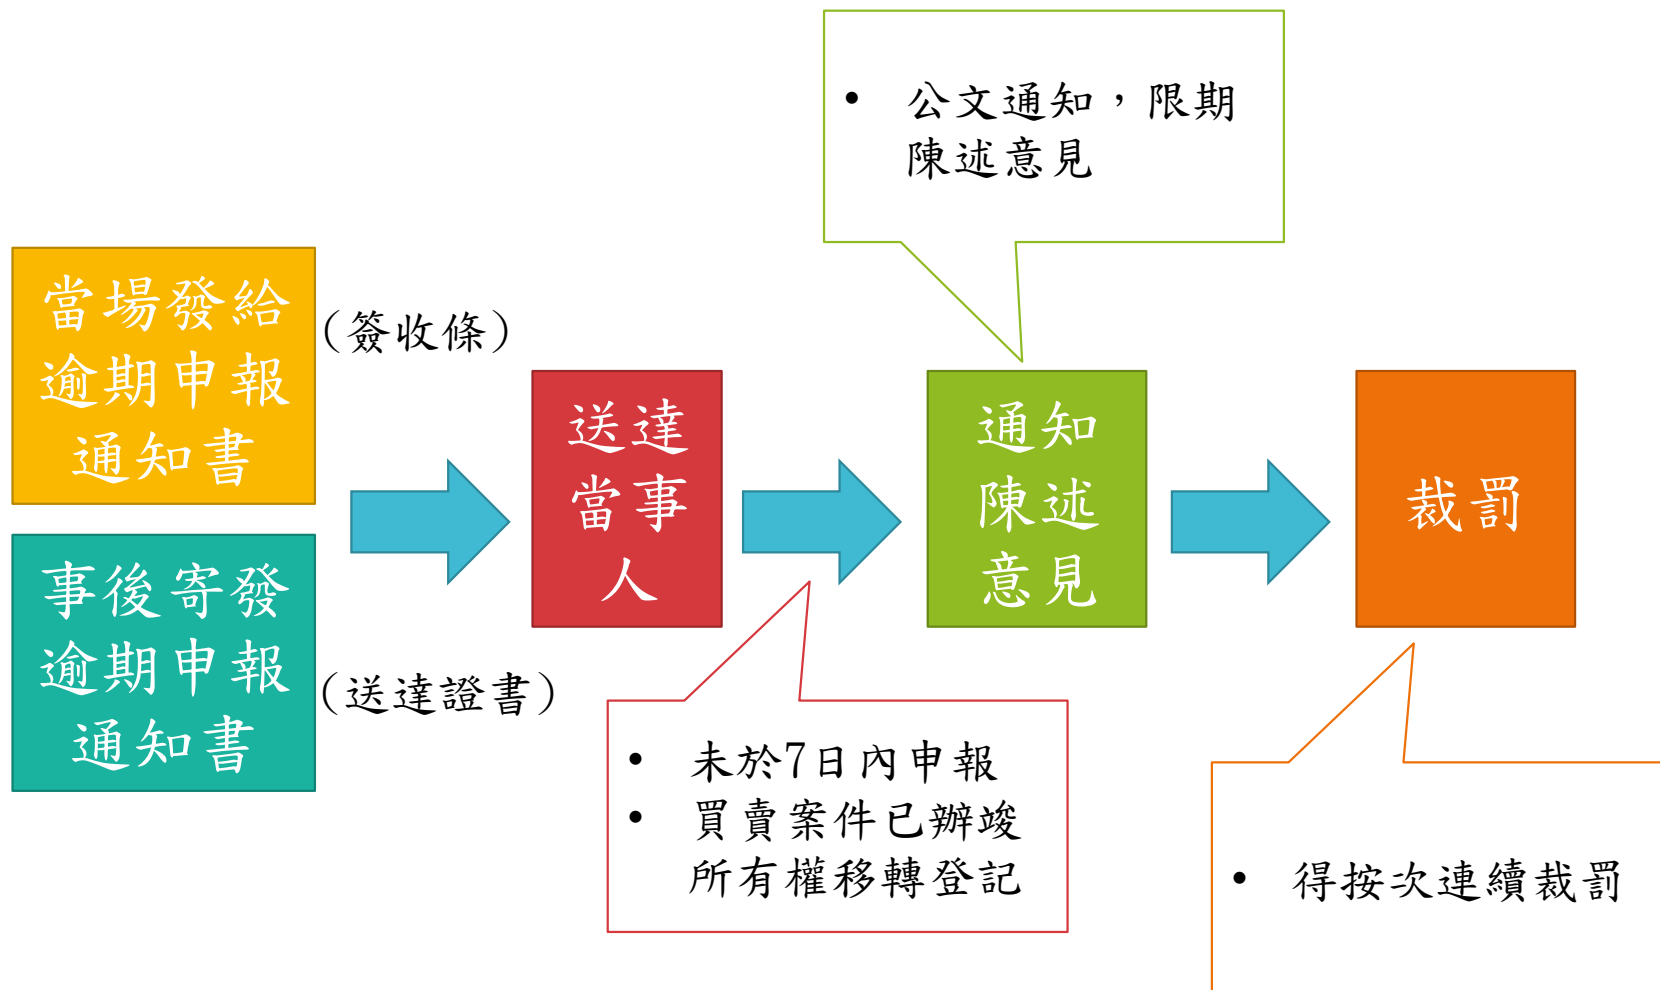 • 公文通知，限期
陳述意見
當場發給
逾期申報
通知書
(簽收條)
事後寄發
逾期申報
通知書
(送達證書)
送達
當事
人
• 未於7日內申報
• 買賣案件已辦竣
所有權移轉登記
通知
陳述
意見
裁罰
• 得按次連續裁罰